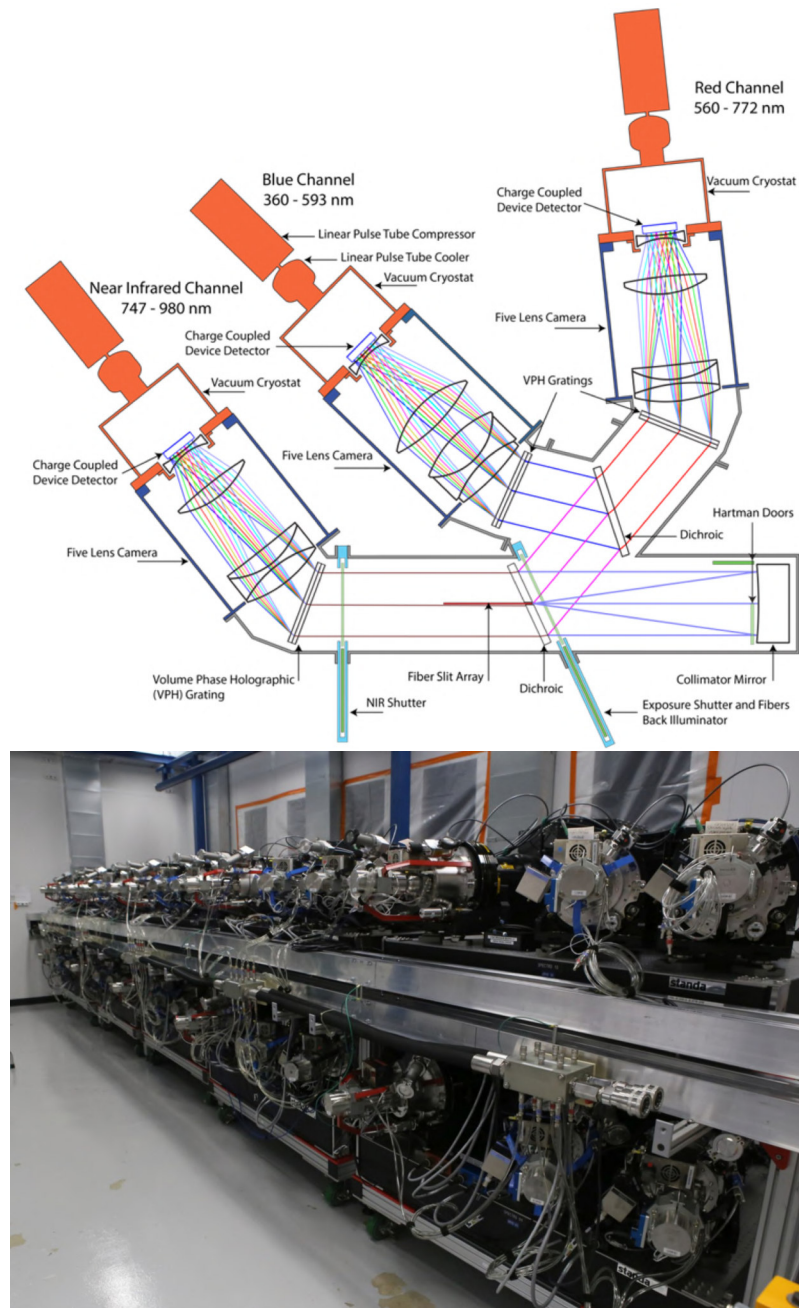 Red Channel
560 - 772 nm
Blue Channel
360 - 593 nm
Vacuum Cryostat
Charge Coupled
Device Detector
Linear Pulse Tube Compressor
Linear Pulse Tube Cooler
Near Infrared Channel
747 - 980 nm
Vacuum Cryostat
Five Lens Camera
Charge Coupled
Device Detector
VPH Gratings
Vacuum Cryostat
Charge Coupled
Device Detector
Five Lens Camera
Hartman Doors
Dichroic
Five Lens Camera
Volume Phase Holographic
(VPH) Grating
Fiber Slit Array
Dichroic
Collimator Mirror
NIR Shutter
Exposure Shutter and Fibers
Back Illuminator
standa
standa